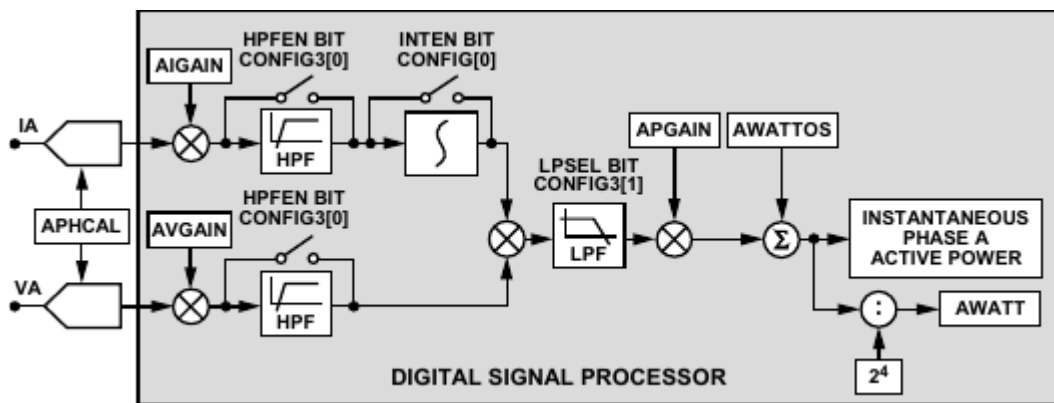 HPFEN BIT
CONFIG3[0]
INTEN BIT
CONFIG[0]
AIGAIN
IA
HPF
APGAIN
AWATTOS
LPSEL BIT
CONFIG3[1]
HPFEN BIT
CONFIG3[0]
APHCAL
AVGAIN
LPF
Σ
INSTANTANEOUS
PHASE A
ACTIVE POWER
VA
HPF
:
AWATT
2⁴
DIGITAL SIGNAL PROCESSOR